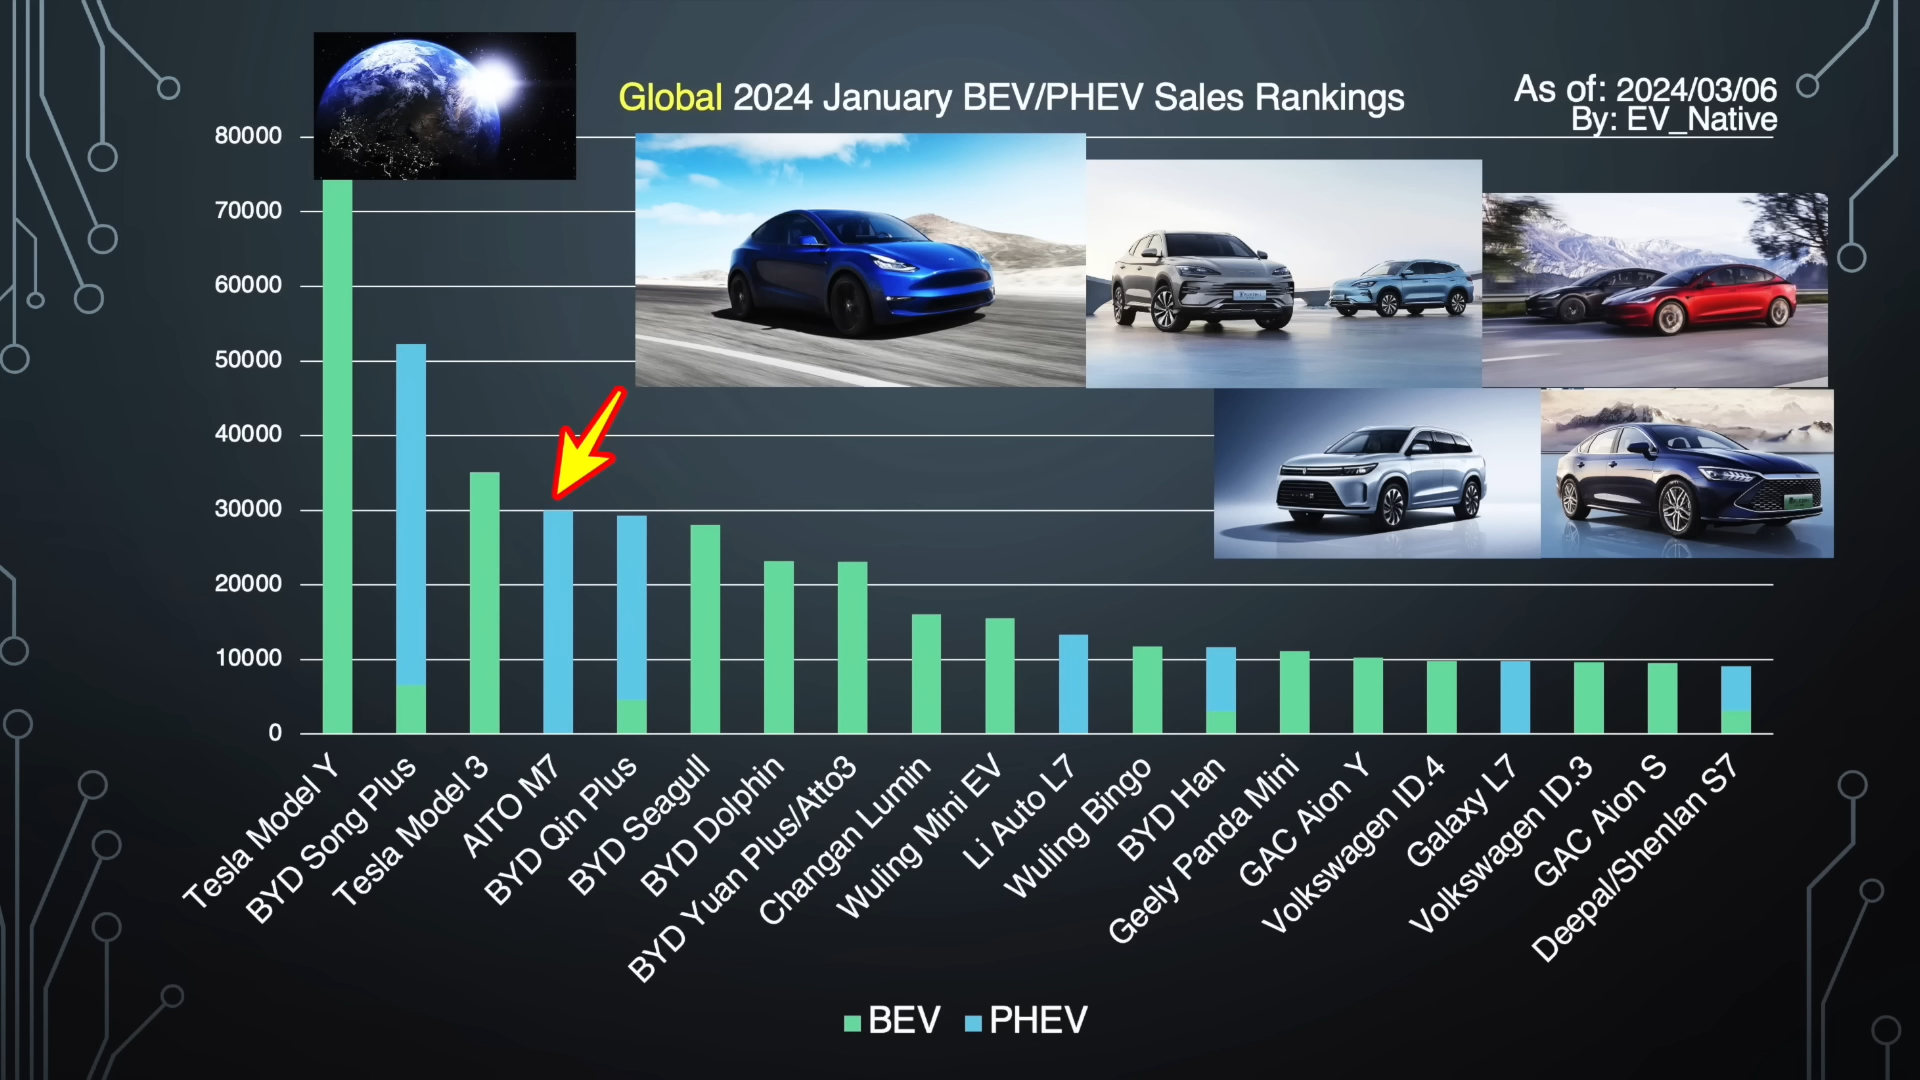 Global 2024 January BEV/PHEV Sales Rankings
As of: 2024/03/06
By: EV_Native
80000
70000
60000
50000
40000
30000
20000
10000
0
Tesla Model Y
BYD Song Plus
Tesla Model 3
AITO M7
BYD Qin Plus
BYD Seagull
BYD Dolphin
BYD Yuan Plus/Atto3
Changan Lumin
Wuling Mini EV
Li Auto L7
Wuling Bingo
BYD Han
Geely Panda Mini
GAC Aion Y
Volkswagen ID.4
Galaxy L7
Volkswagen ID.3
GAC Aion S
Deepal/Shenlan S7
BEV
PHEV